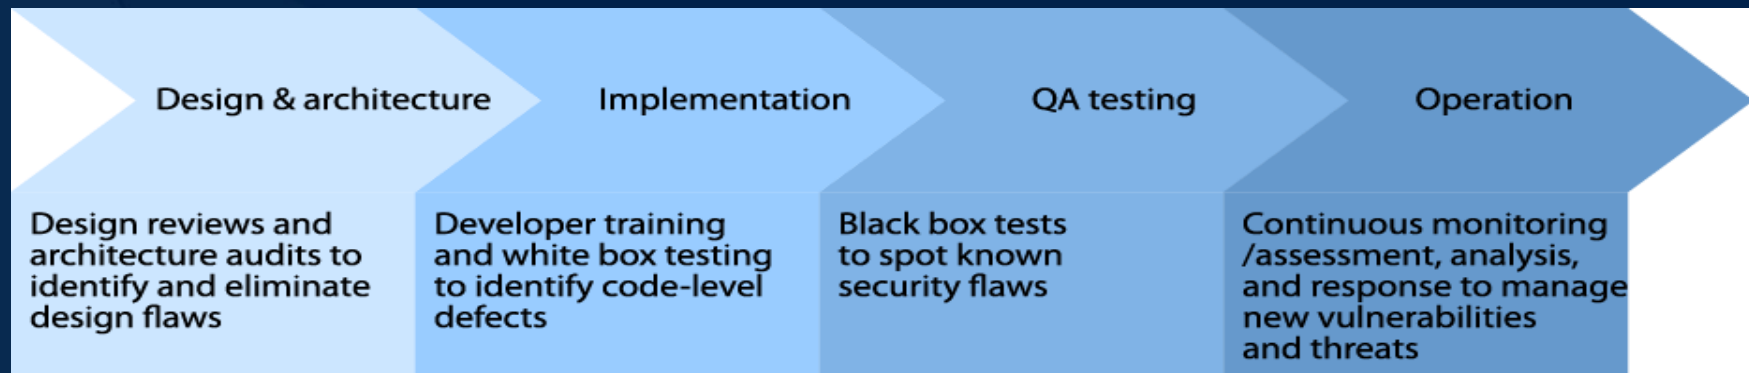 Design & architecture
Implementation
QA testing
Operation
Design reviews and
architecture audits to
identify and eliminate
design flaws
Developer training
and white box testing
to identify code-level
defects
Black box tests
to spot known
security flaws
Continuous monitoring
/assessment, analysis,
and response to manage
new vulnerabilities
and threats